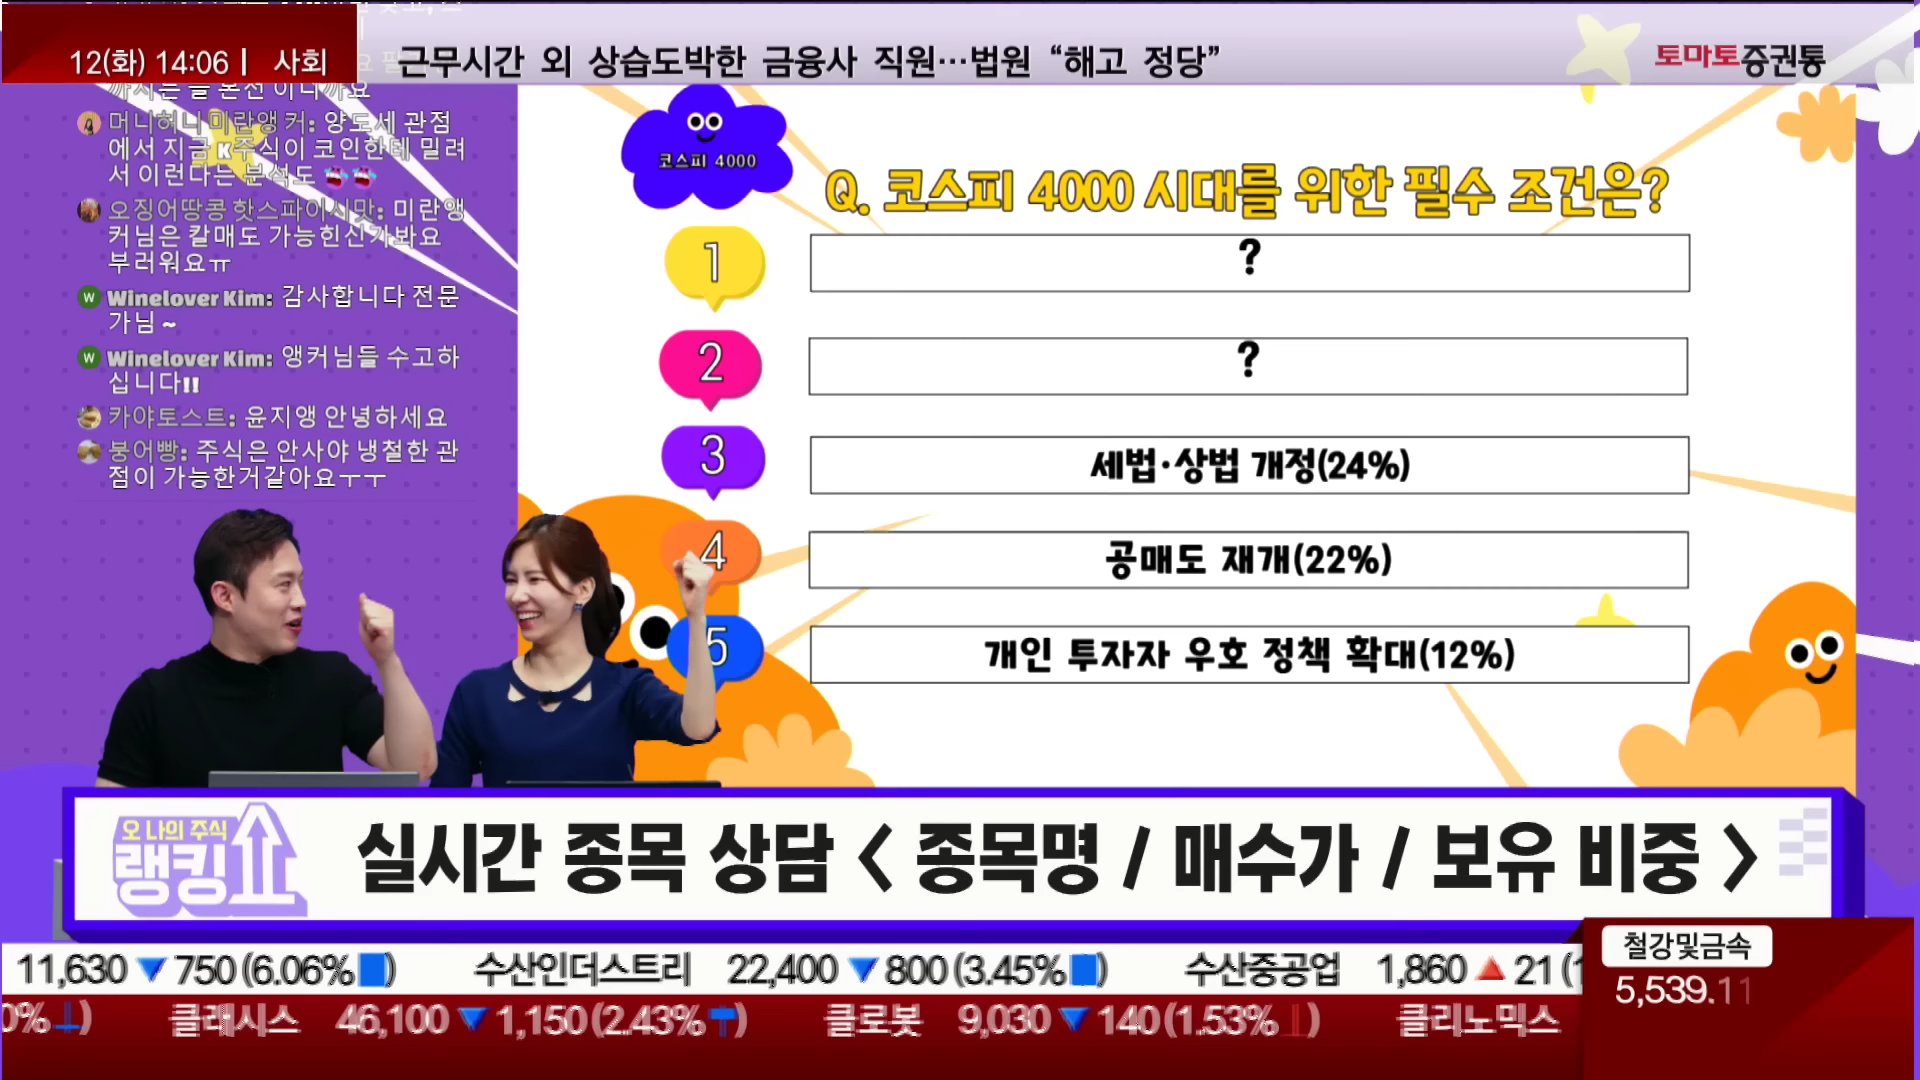 12(화) 14:06 | 사회
근무시간 외 상습도박한 금융사 직원…법원 “해고 정당”
토마토증권통
머니허니 미란앵커: 양도세 관점
에서 지금 K주식이 코인한테 밀려
서 이런다는 분석도
오징어땅콩 핫스파이시맛: 미란앵
커님은 칼매도 가능힌신가봐요
부러워요ㅠ
W Winelover Kim: 감사합니다 전문
가님 ~
W Winelover Kim: 앵커님들 수고하
십니다!!
카야토스트: 윤지앵 안녕하세요
붕어빵: 주식은 안사야 냉철한 관
점이 가능한거같아요ㅜㅜ
코스피 4000
Q. 코스피 4000 시대를 위한 필수 조건은?
1 ?
2 ?
3 세법·상법 개정(24%)
4 공매도 재개(22%)
5 개인 투자자 우호 정책 확대(12%)
오 나의 주식
랭킹쇼
실시간 종목 상담 < 종목명 / 매수가 / 보유 비중 >
11,630 ▼ 750 (6.06%) 수산인더스트리 22,400 ▼ 800 (3.45%) 수산중공업 1,860 ▲ 21
철강및금속
5,539.11
클래시스 46,100 ▼ 1,150 (2.43%) 클로봇 9,030 ▼ 140 (1.53%) 클리노믹스